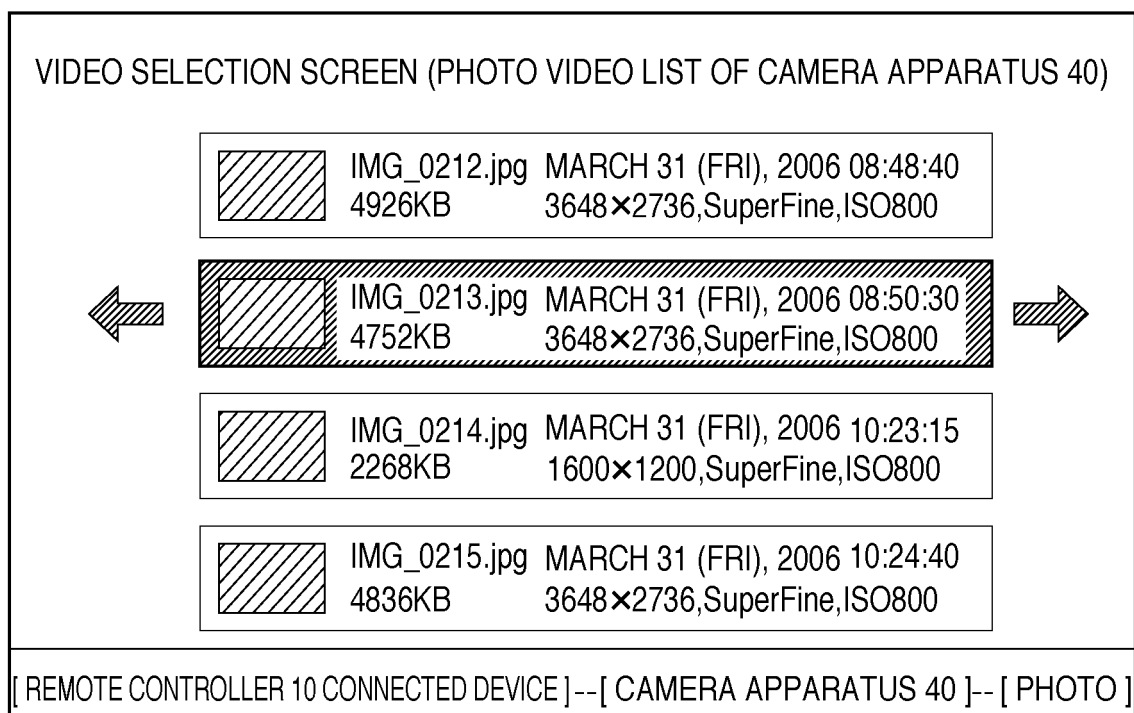 VIDEO SELECTION SCREEN (PHOTO VIDEO LIST OF CAMERA APPARATUS 40)
IMG_0212.jpg MARCH 31 (FRI), 2006 08:48:40
4926KB 3648×2736,SuperFine,ISO800
IMG_0213.jpg MARCH 31 (FRI), 2006 08:50:30
4752KB 3648×2736,SuperFine,ISO800
IMG_0214.jpg MARCH 31 (FRI), 2006 10:23:15
2268KB 1600×1200,SuperFine,ISO800
IMG_0215.jpg MARCH 31 (FRI), 2006 10:24:40
4836KB 3648×2736,SuperFine,ISO800
[ REMOTE CONTROLLER 10 CONNECTED DEVICE ]--[ CAMERA APPARATUS 40 ]--[ PHOTO ]